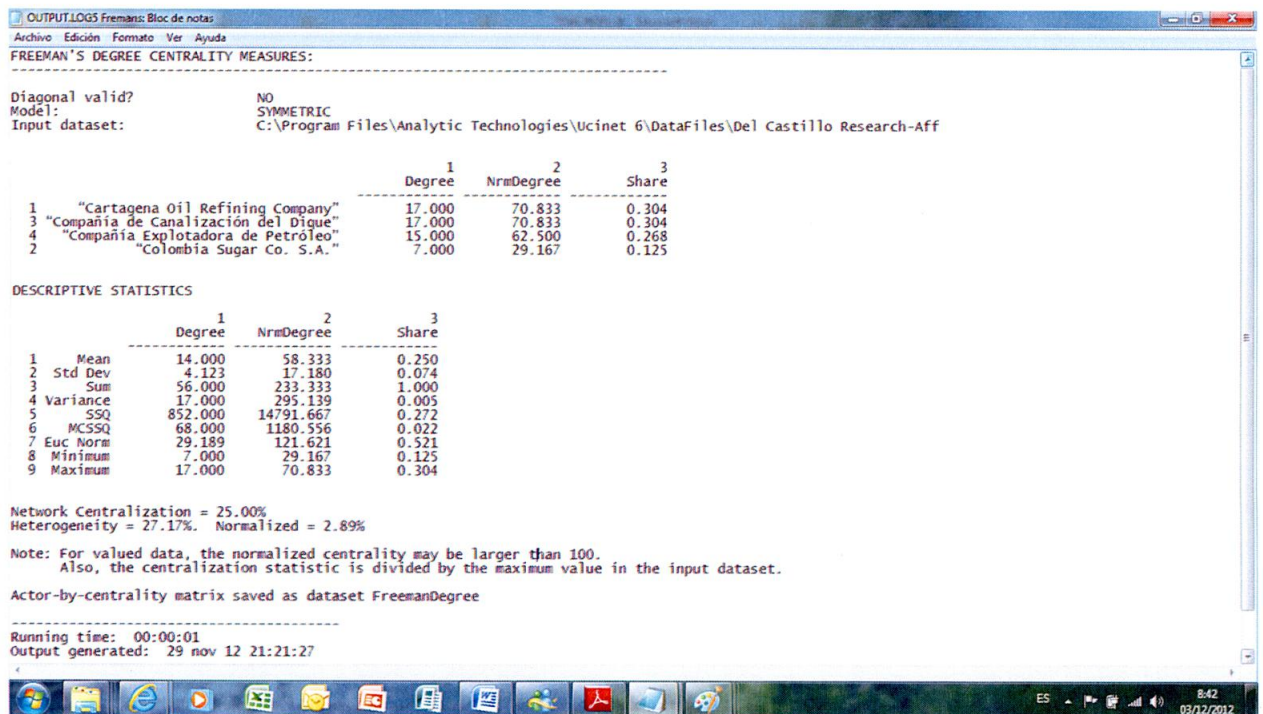 OUTPUT.LOG5 Fremans: Bloc de notas
Archivo Edición Formato Ver Ayuda
FREEMAN'S DEGREE CENTRALITY MEASURES:
--------------------------------------------------------------------------------
Diagonal valid? NO
Model: SYMMETRIC
Input dataset: C:\Program Files\Analytic Technologies\Ucinet 6\DataFiles\Del Castillo Research-Aff
1 2 3
Degree NrmDegree Share
------------ ------------ ------------
1 "Cartagena Oil Refining Company" 17.000 70.833 0.304
3 "Compañía de Canalización del Dique" 17.000 70.833 0.304
4 "Compañía Explotadora de Petróleo" 15.000 62.500 0.268
2 "Colombia Sugar Co. S.A." 7.000 29.167 0.125
DESCRIPTIVE STATISTICS
1 2 3
Degree NrmDegree Share
------------ ------------ ------------
1 Mean 14.000 58.333 0.250
2 Std Dev 4.123 17.180 0.074
3 Sum 56.000 233.333 1.000
4 Variance 17.000 295.139 0.005
5 SSQ 852.000 14791.667 0.272
6 MCSSQ 68.000 1180.556 0.022
7 Euc Norm 29.189 121.621 0.521
8 Minimum 7.000 29.167 0.125
9 Maximum 17.000 70.833 0.304
Network Centralization = 25.00%
Heterogeneity = 27.17%. Normalized = 2.89%
Note: For valued data, the normalized centrality may be larger than 100.
Also, the centralization statistic is divided by the maximum value in the input dataset.
Actor-by-centrality matrix saved as dataset FreemanDegree
----------------------------------------
Running time: 00:00:01
Output generated: 29 nov 12 21:21:27
ES 8:42
03/12/2012